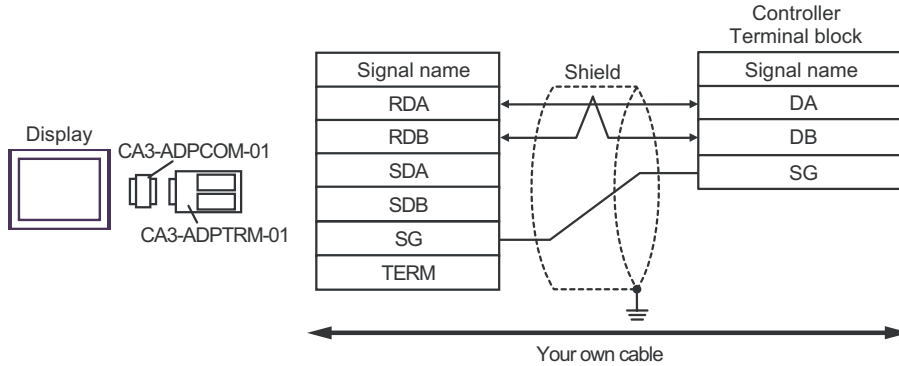 Controller
Terminal block
Signal name
Shield
Signal name
RDA
DA
Display
RDB
DB
CA3-ADPCOM-01
SDA
SG
SDB
CA3-ADPTRM-01
SG
TERM
Your own cable